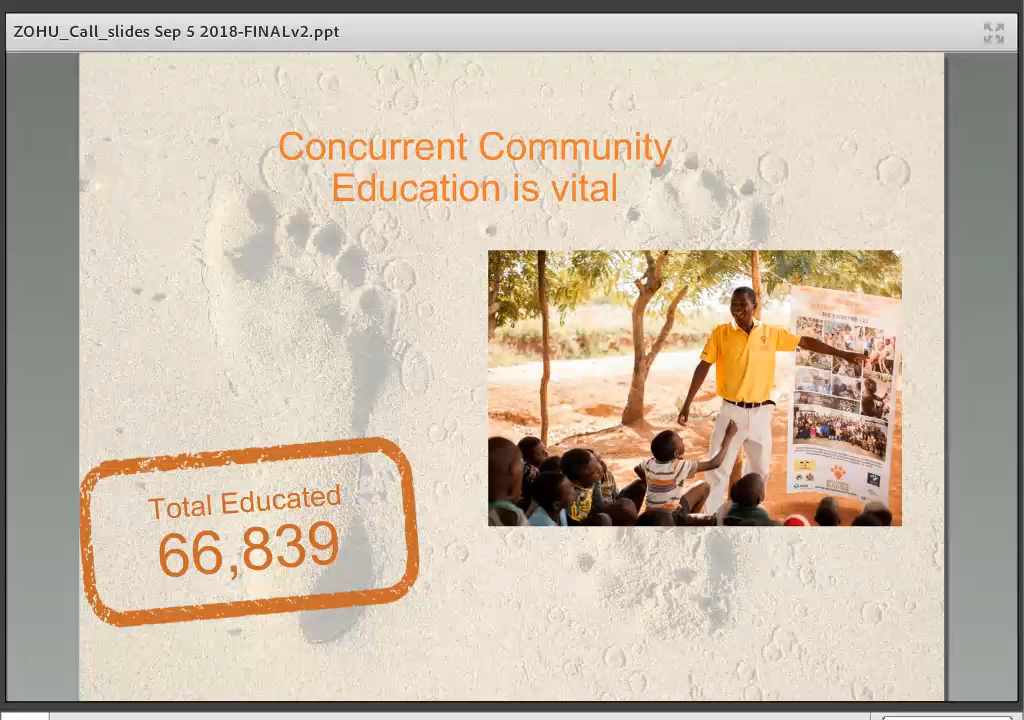 ZOHU_Call_slides Sep 5 2018-FINALv2.ppt
Concurrent Community
Education is vital
Total Educated
66,839